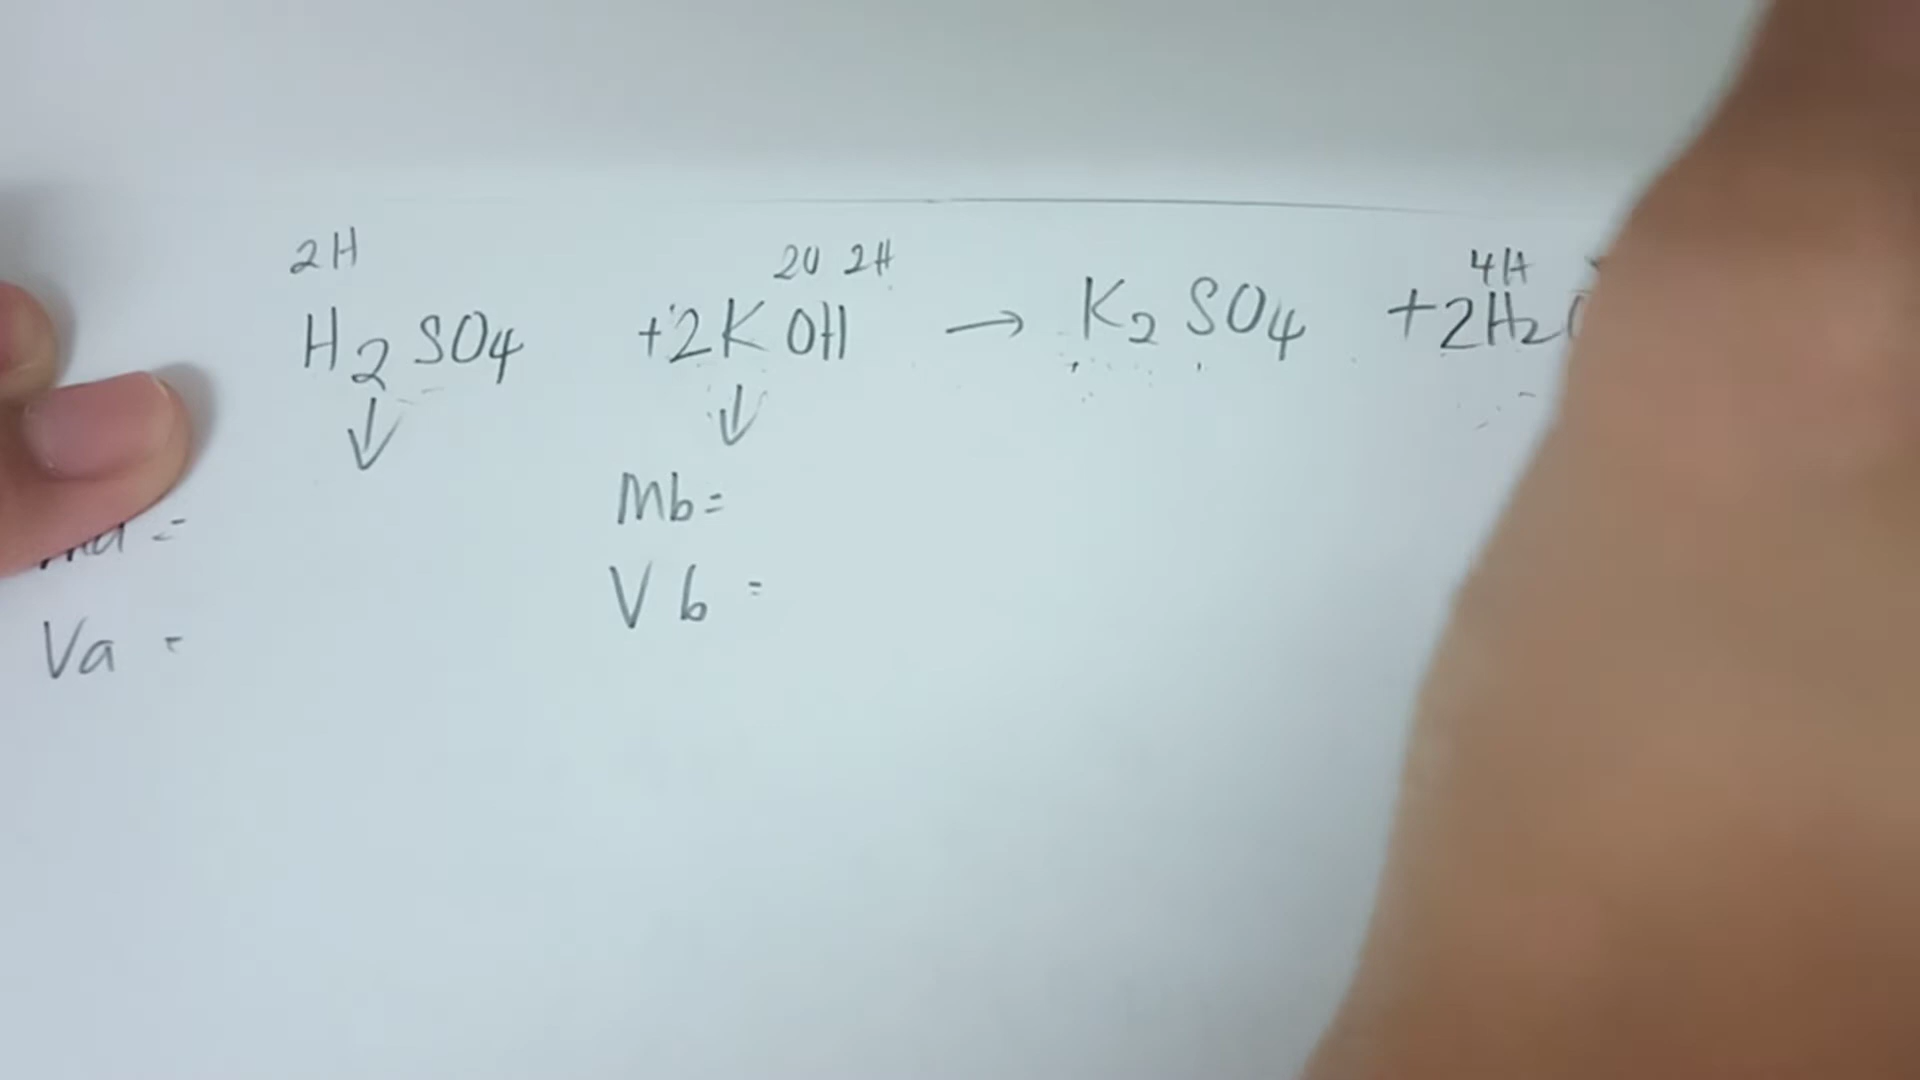 2H 2O 2H 4H
H2SO4 +2KOH → K2SO4 +2H2
↓ ↓
Mb=
Vb =
Va =